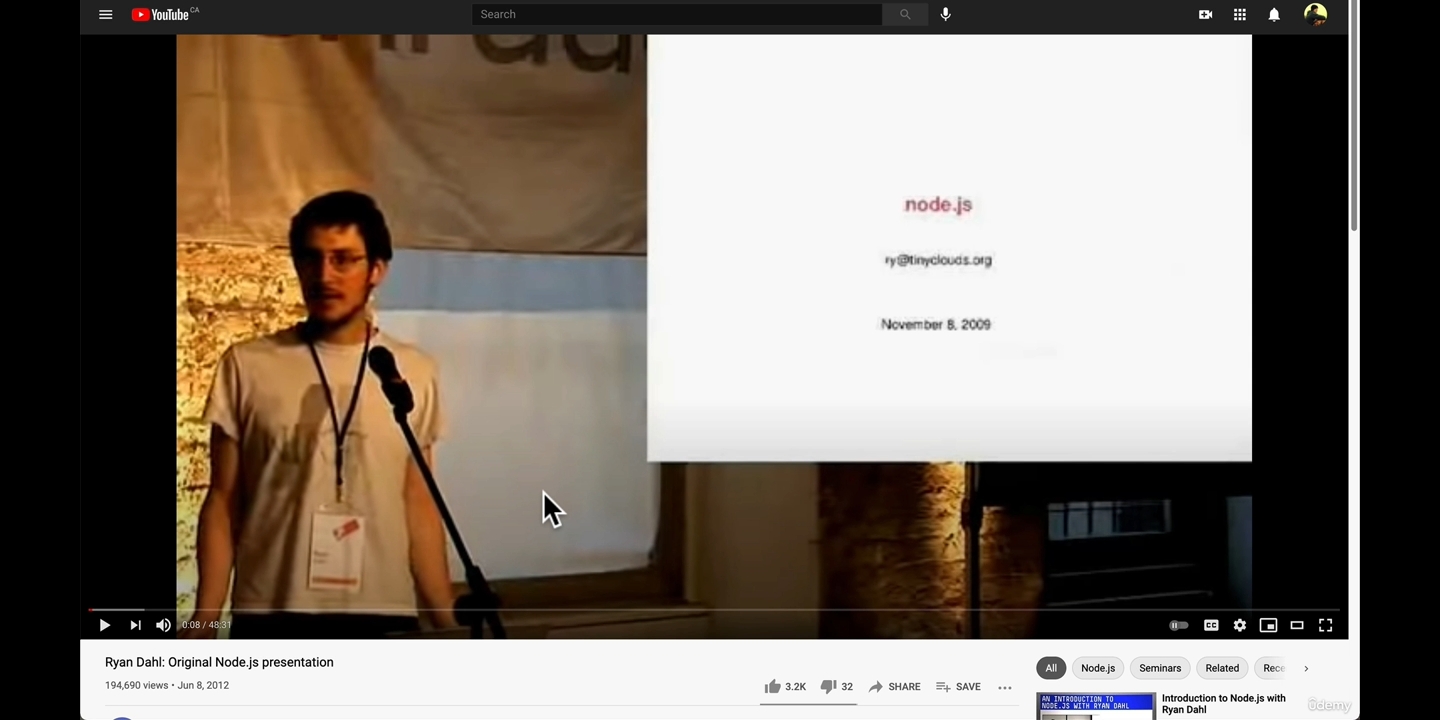 YouTube CA
Search
node.js
ry@tinyclouds.org
November 8, 2009
0:08 / 48:31
CC
Ryan Dahl: Original Node.js presentation
194,690 views • Jun 8, 2012
3.2K
32
SHARE
SAVE
All
Node.js
Seminars
Related
Rece
AN INTRODUCTION TO
NODE.JS WITH RYAN DAHL
Introduction to Node.js with
Ryan Dahl
ûdemy